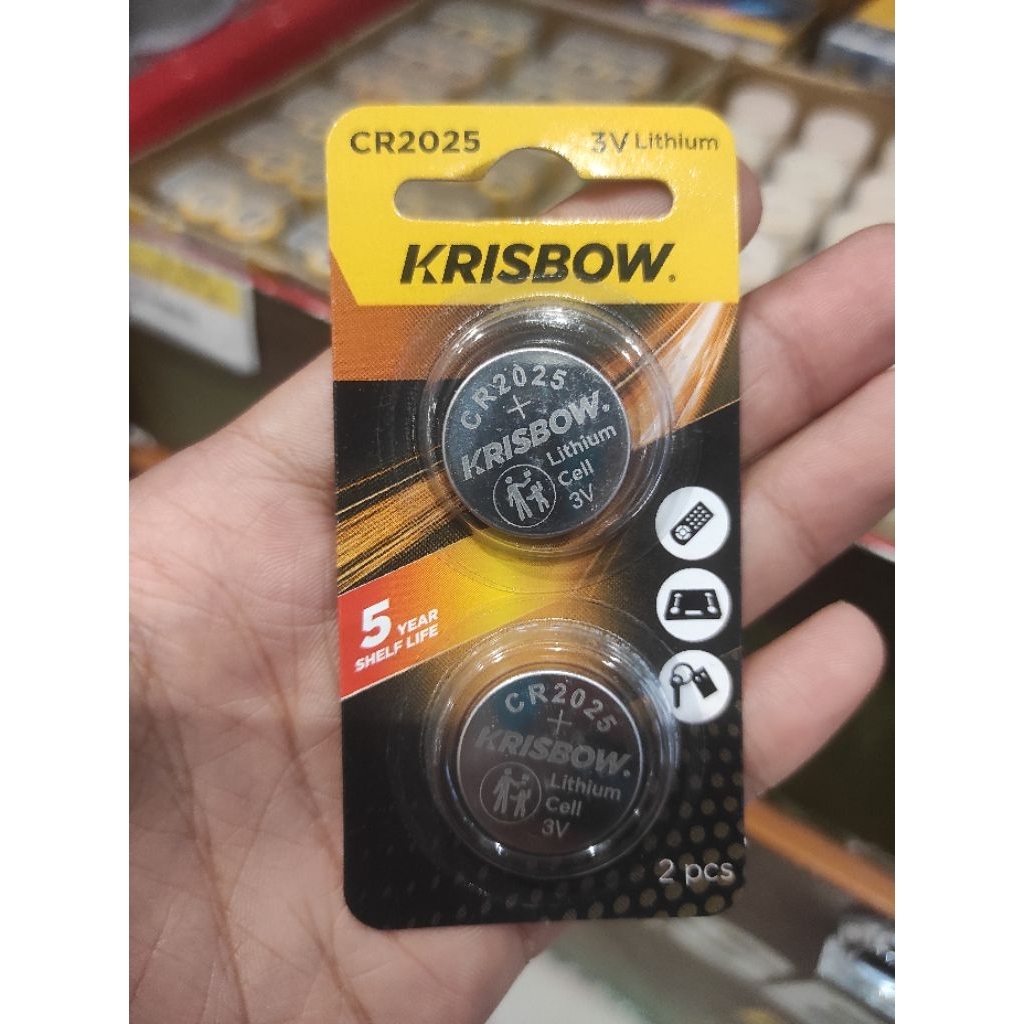 CR2025
3V Lithium
KRISBOW.
CR2025
+
KRISBOW.
Lithium
Cell
3V
5 YEAR
SHELF LIFE
CR2025
+
KRISBOW.
Lithium
Cell
3V
2 pcs